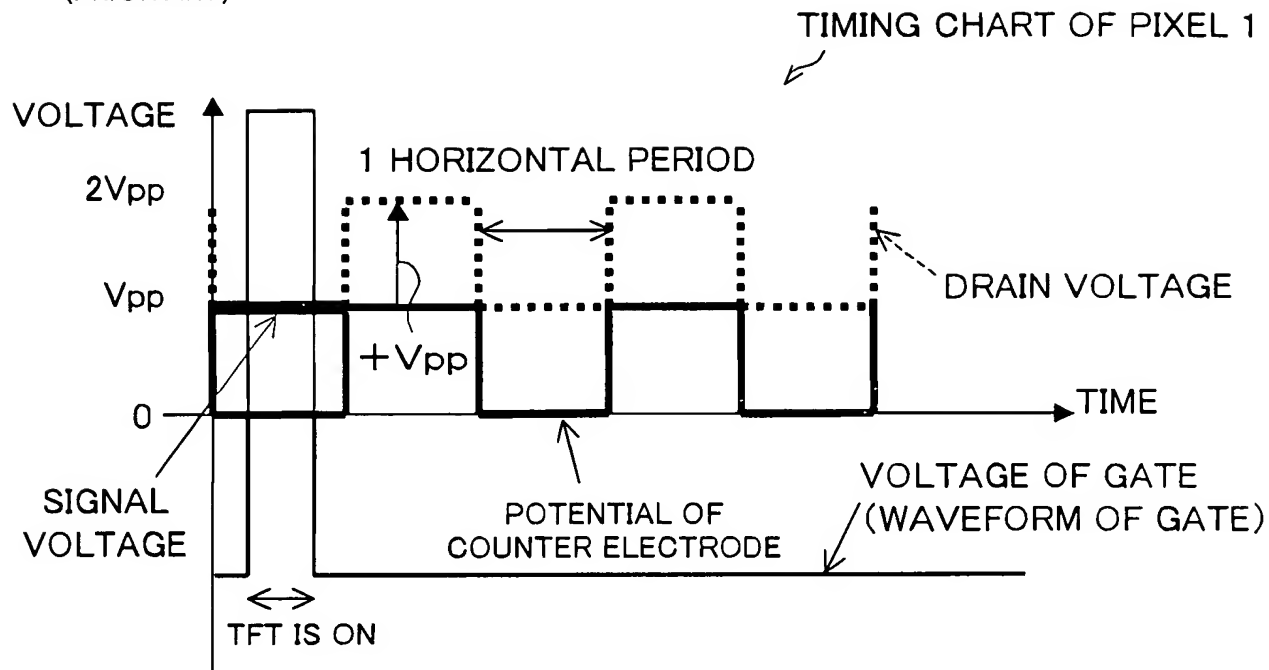 TIMING CHART OF PIXEL 1
VOLTAGE
1 HORIZONTAL PERIOD
2Vpp
Vpp
DRAIN VOLTAGE
+Vpp
0
TIME
SIGNAL
VOLTAGE
POTENTIAL OF
COUNTER ELECTRODE
VOLTAGE OF GATE
(WAVEFORM OF GATE)
TFT IS ON